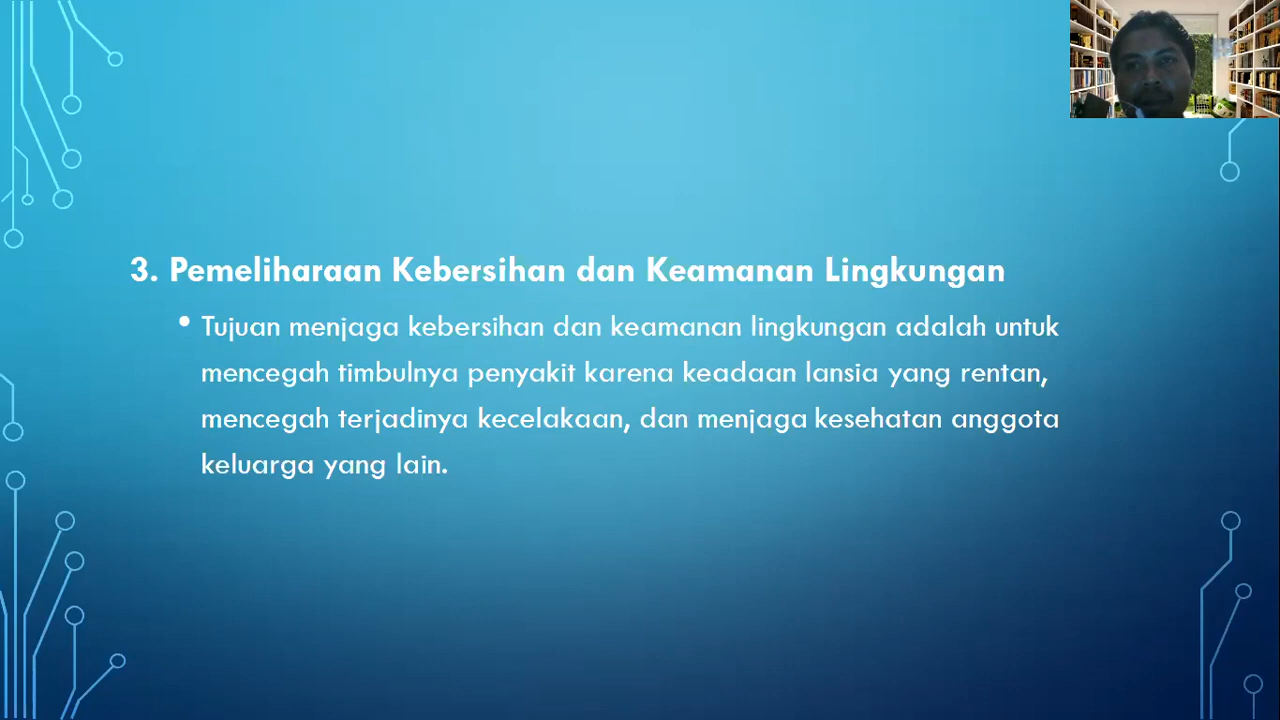 3. Pemeliharaan Kebersihan dan Keamanan Lingkungan
• Tujuan menjaga kebersihan dan keamanan lingkungan adalah untuk
mencegah timbulnya penyakit karena keadaan lansia yang rentan,
mencegah terjadinya kecelakaan, dan menjaga kesehatan anggota
keluarga yang lain.